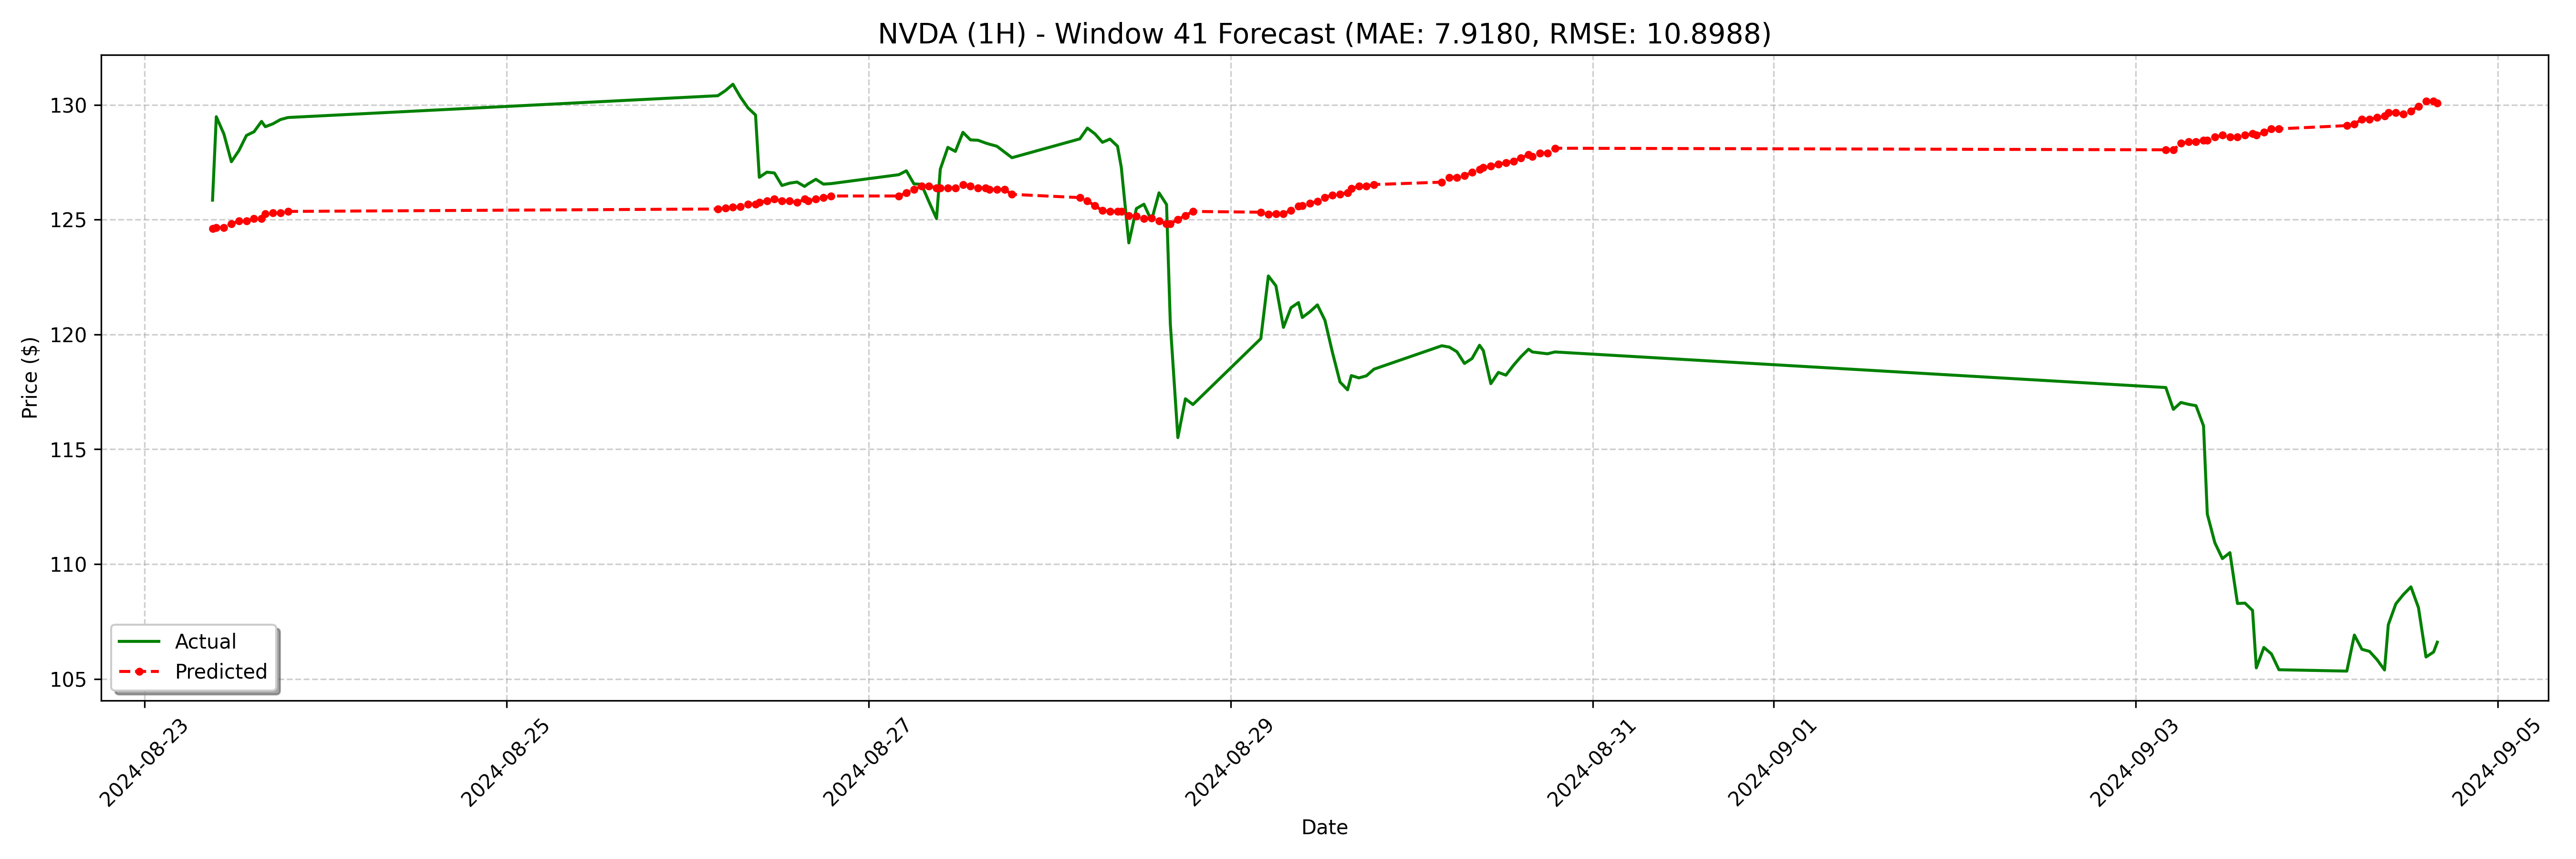 NVDA (1H) - Window 41 Forecast (MAE: 7.9180, RMSE: 10.8988)
Price ($)
130
125
120
115
110
105
Actual
Predicted
2024-08-23
2024-08-25
2024-08-27
2024-08-29
2024-08-31
2024-09-01
2024-09-03
2024-09-05
Date